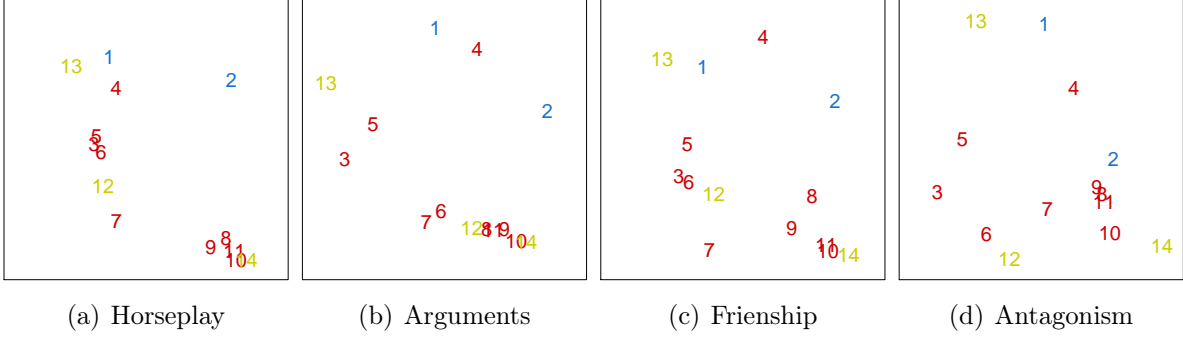 13 1 2 4 5 3 6 12 7 8 9 11 10 14
1 4 13 2 5 3 6 7 12 8 11 9 10 14
4 13 1 2 5 3 6 12 8 9 7 11 10 14
13 1 4 5 2 3 9 8 11 7 6 10 12 14
(a) Horseplay
(b) Arguments
(c) Frienship
(d) Antagonism